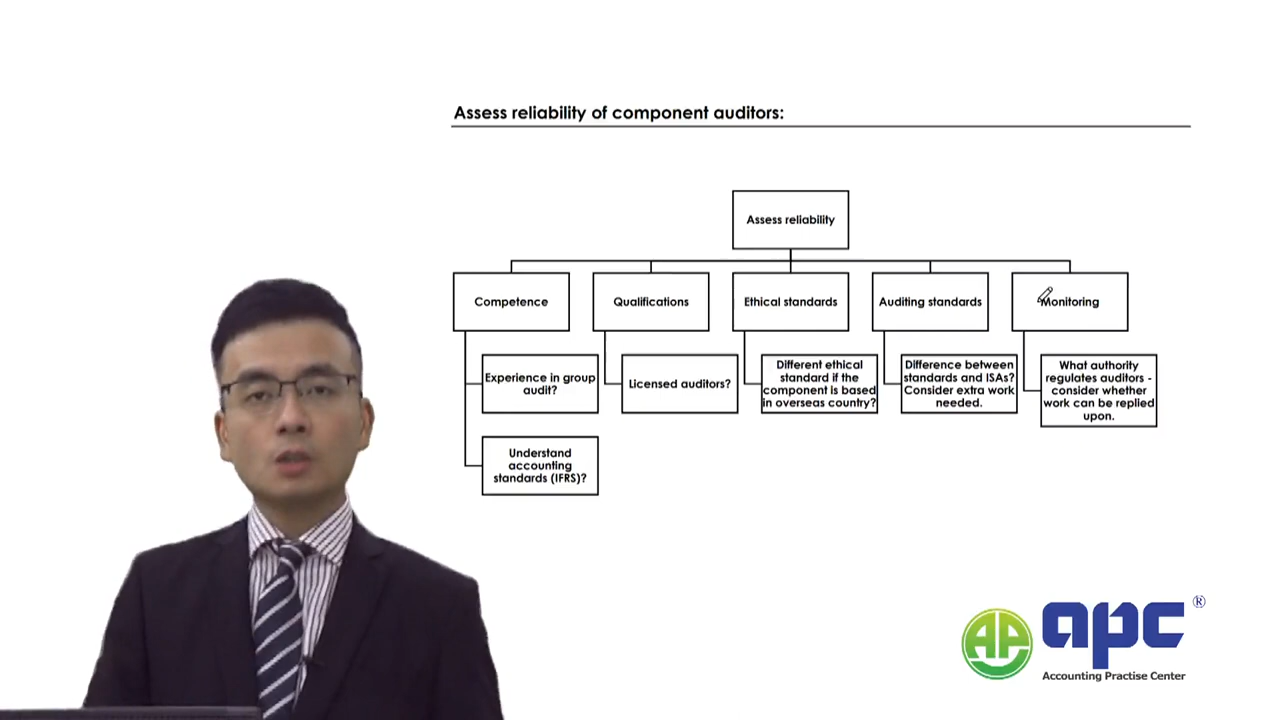 Assess reliability of component auditors:
Assess reliability
Competence
Qualifications
Ethical standards
Auditing standards
Monitoring
Experience in group
audit?
Understand
accounting
standards (IFRS)?
Licensed auditors?
Different ethical
standard if the
component is based
in overseas country?
Difference between
standards and ISAs?
Consider extra work
needed.
What authority
regulates auditors -
consider whether
work can be replied
upon.
AP
apc®
Accounting Practise Center